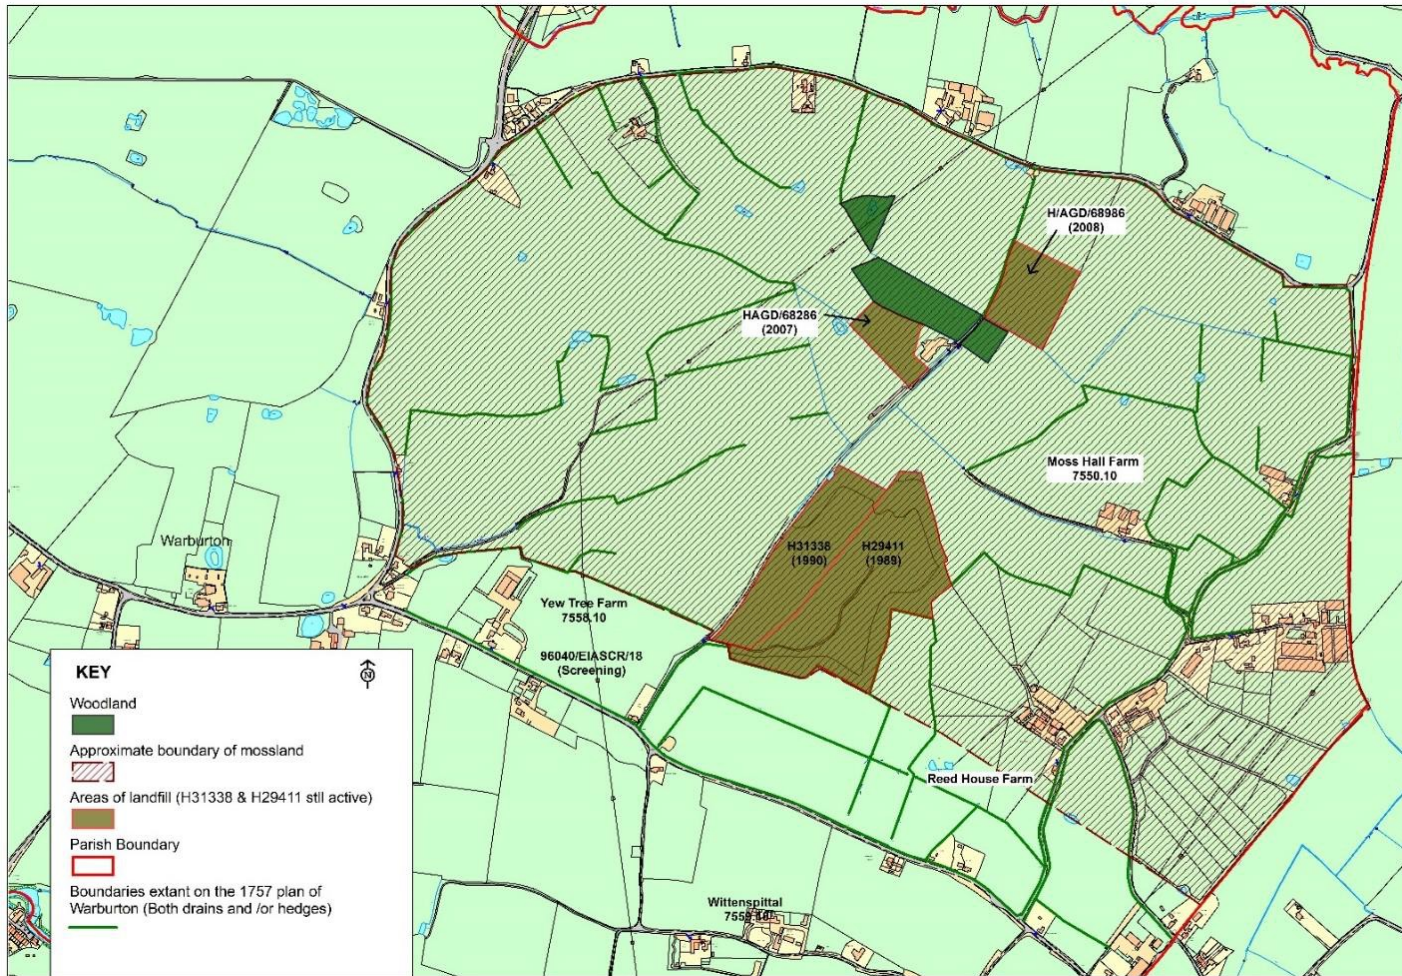 H/AGD/68986
(2008)
HAGD/68286
(2007)
Moss Hall Farm
7550.10
H31338
(1990)
H29411
(1989)
Warburton
Yew Tree Farm
7558.10
96040/EIASCR/18
(Screening)
Reed House Farm
Wittenspittal
KEY
N
Woodland
Approximate boundary of mossland
Areas of landfill (H31338 & H29411 stll active)
Parish Boundary
Boundaries extant on the 1757 plan of
Warburton (Both drains and /or hedges)